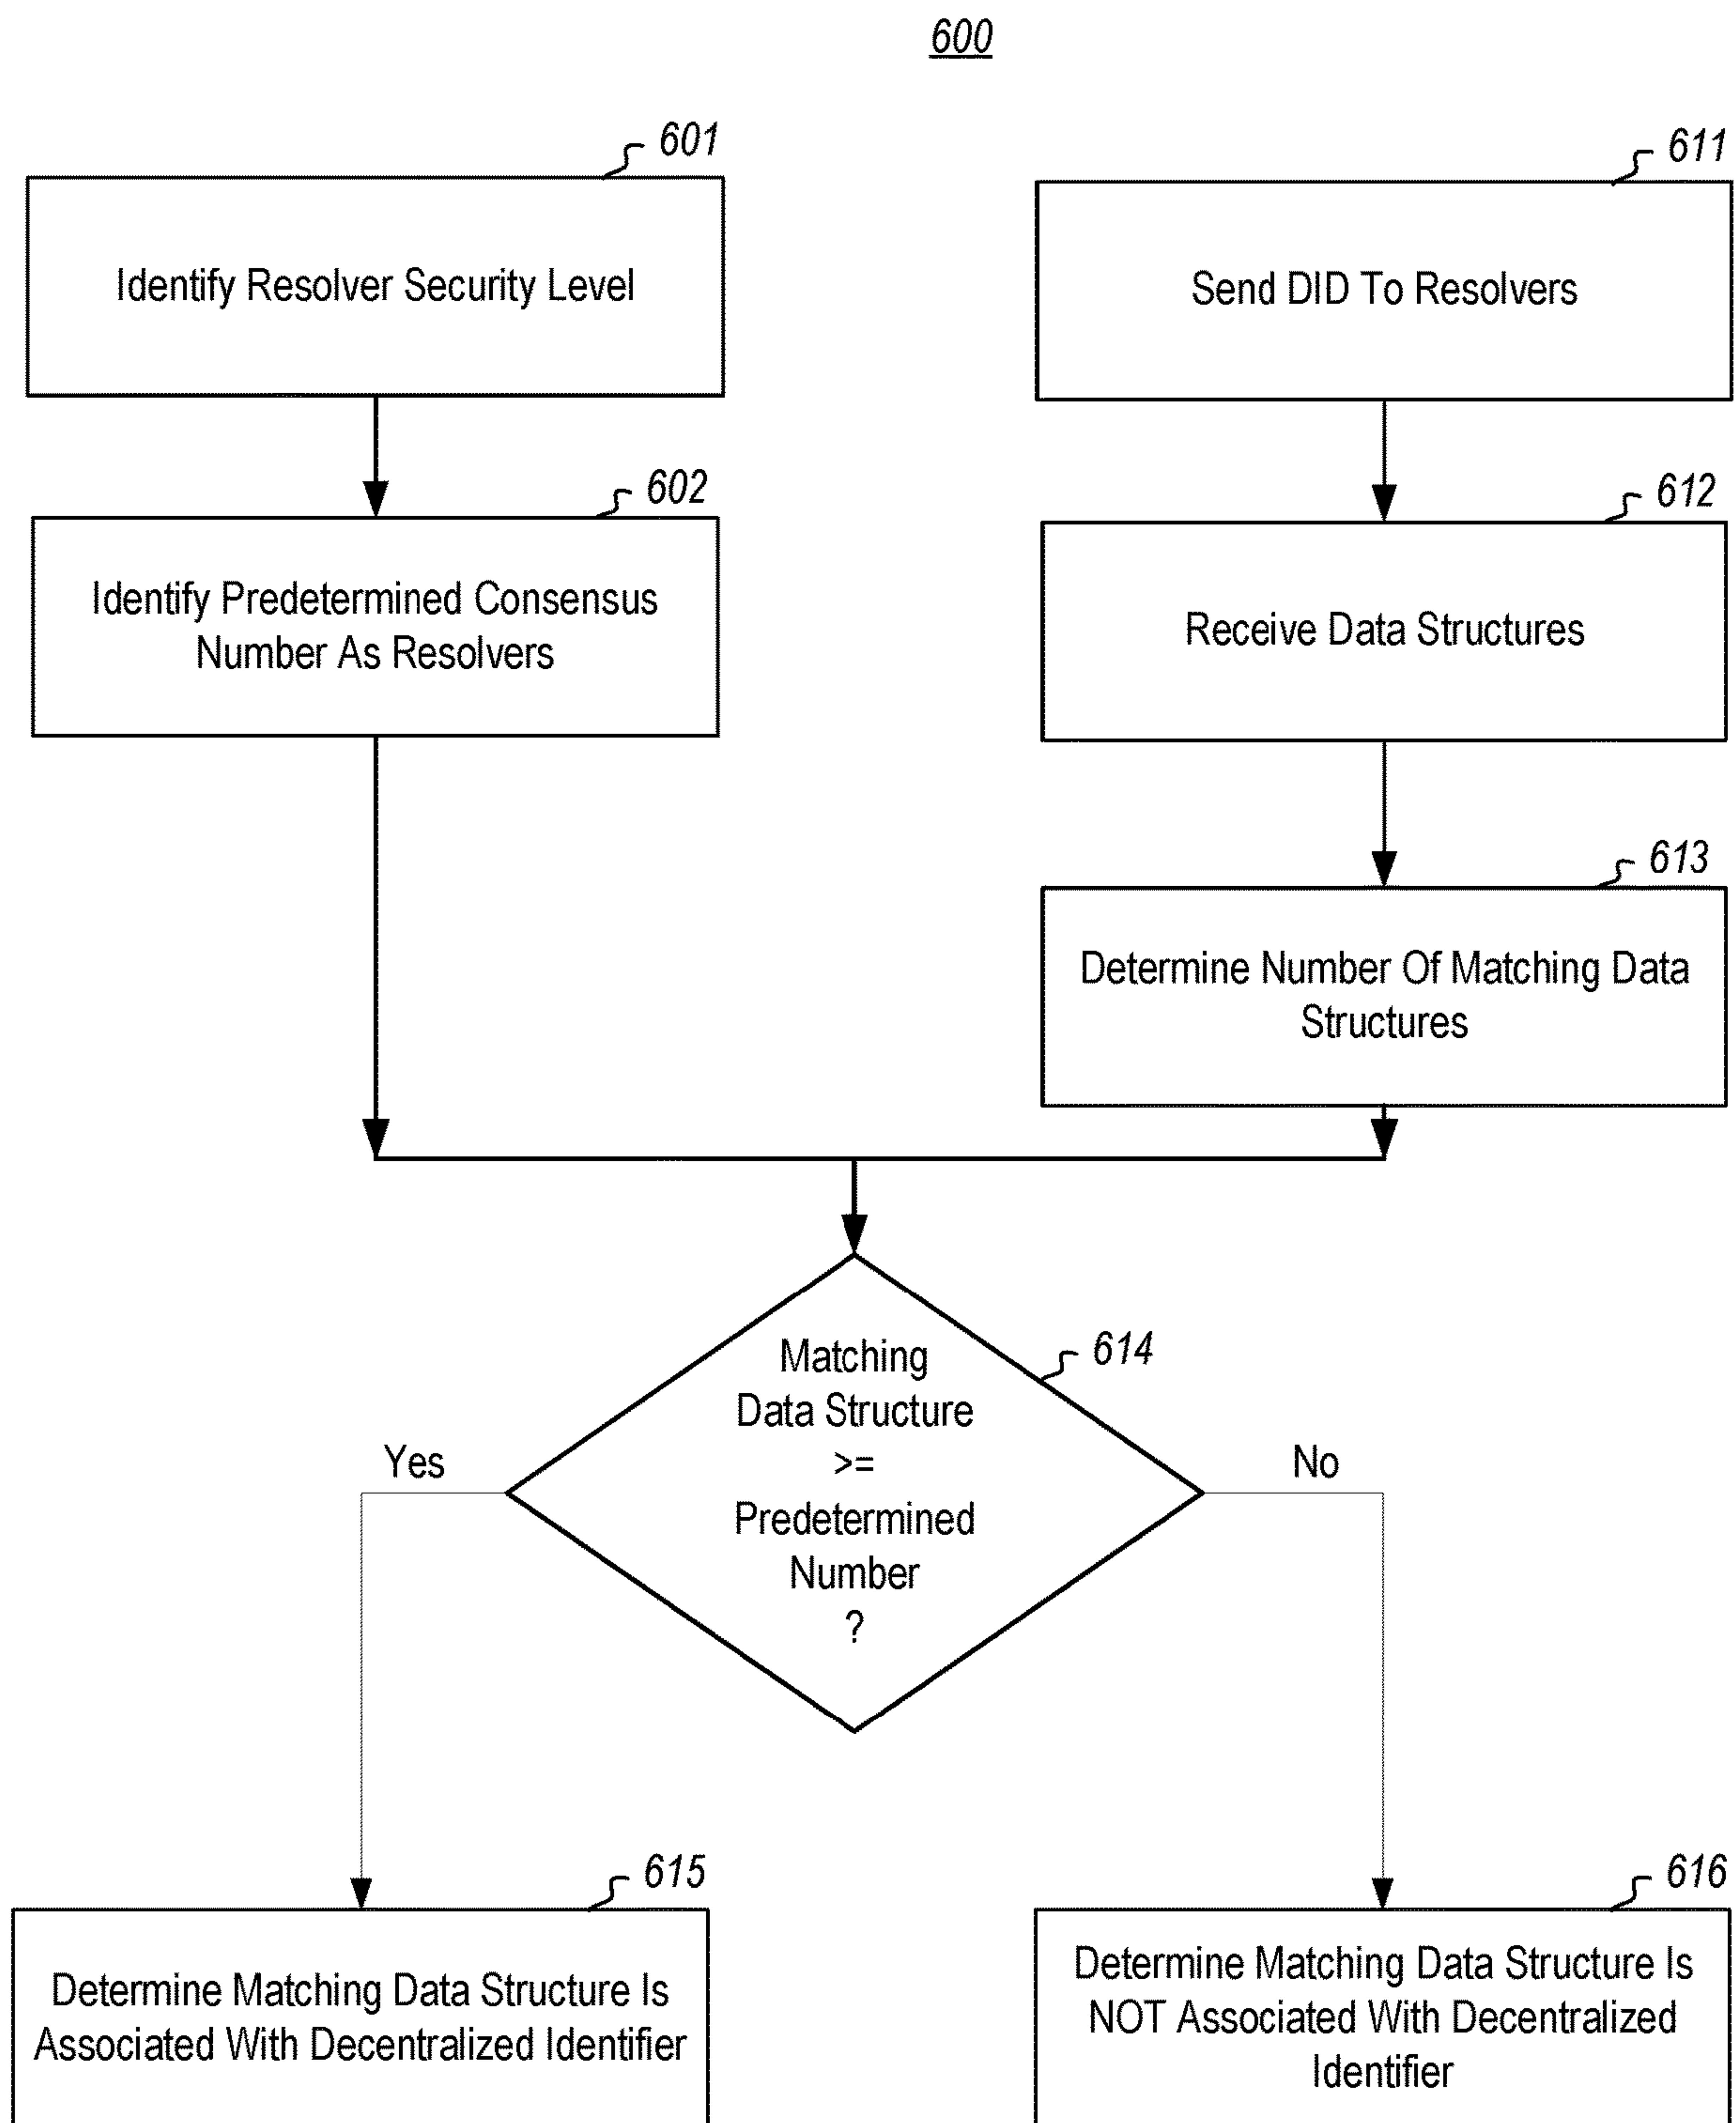 600
601
Identify Resolver Security Level
602
Identify Predetermined Consensus
Number As Resolvers
611
Send DID To Resolvers
612
Receive Data Structures
613
Determine Number Of Matching Data
Structures
614
Matching
Data Structure
>=
Predetermined
Number
?
Yes
No
615
Determine Matching Data Structure Is
Associated With Decentralized Identifier
616
Determine Matching Data Structure Is
NOT Associated With Decentralized
Identifier